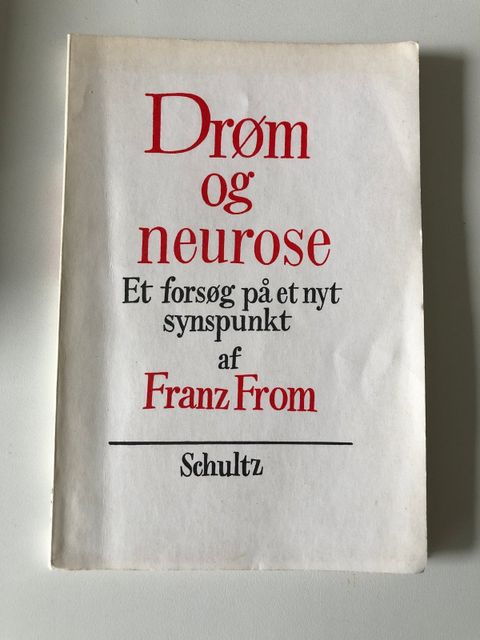 Drøm
og
neurose
Et forsøg på et nyt
synspunkt
af
Franz From
Schultz